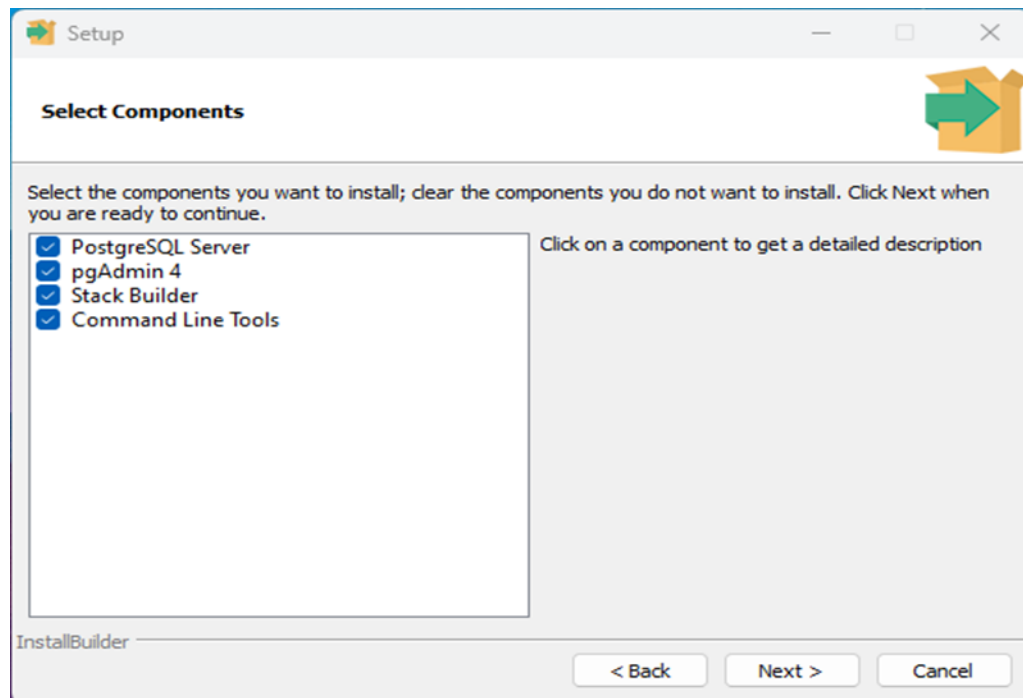 Setup
Select Components
Select the components you want to install; clear the components you do not want to install. Click Next when
you are ready to continue.
PostgreSQL Server
pgAdmin 4
Stack Builder
Command Line Tools
Click on a component to get a detailed description
InstallBuilder
< Back
Next >
Cancel